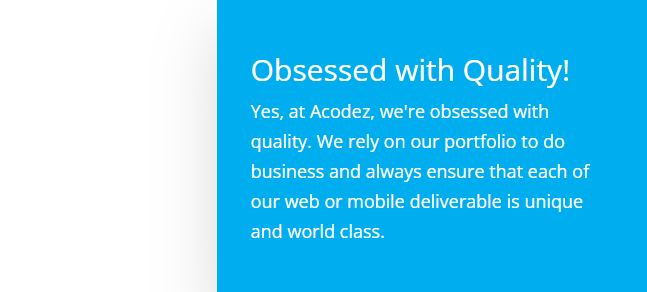 Obsessed with Quality!
Yes, at Acodez, we're obsessed with
quality. We rely on our portfolio to do
business and always ensure that each of
our web or mobile deliverable is unique
and world class.